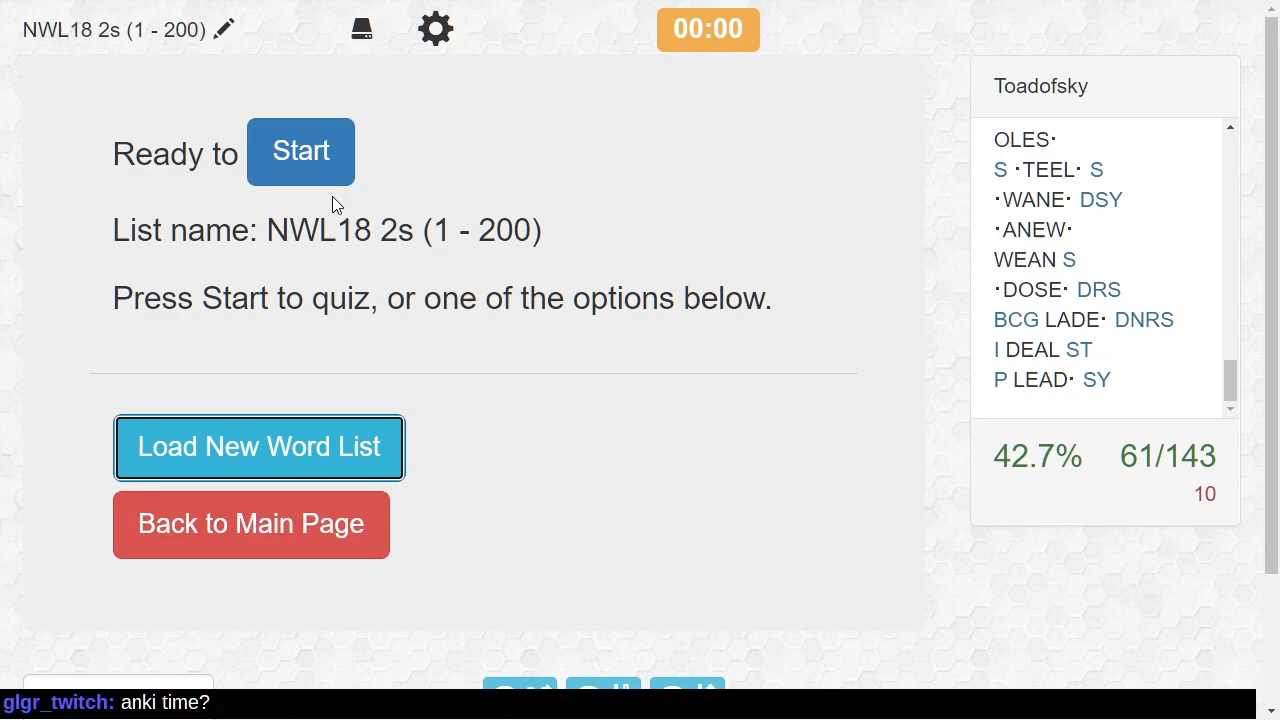 NWL18 2s (1 - 200)
00:00
Ready to Start
List name: NWL18 2s (1 - 200)
Press Start to quiz, or one of the options below.
Load New Word List
Back to Main Page
Toadofsky
OLES·
S ·TEEL· S
·WANE· DSY
·ANEW·
WEAN S
·DOSE· DRS
BCG LADE· DNRS
I DEAL ST
P LEAD· SY
42.7% 61/143
10
glgr_twitch: anki time?